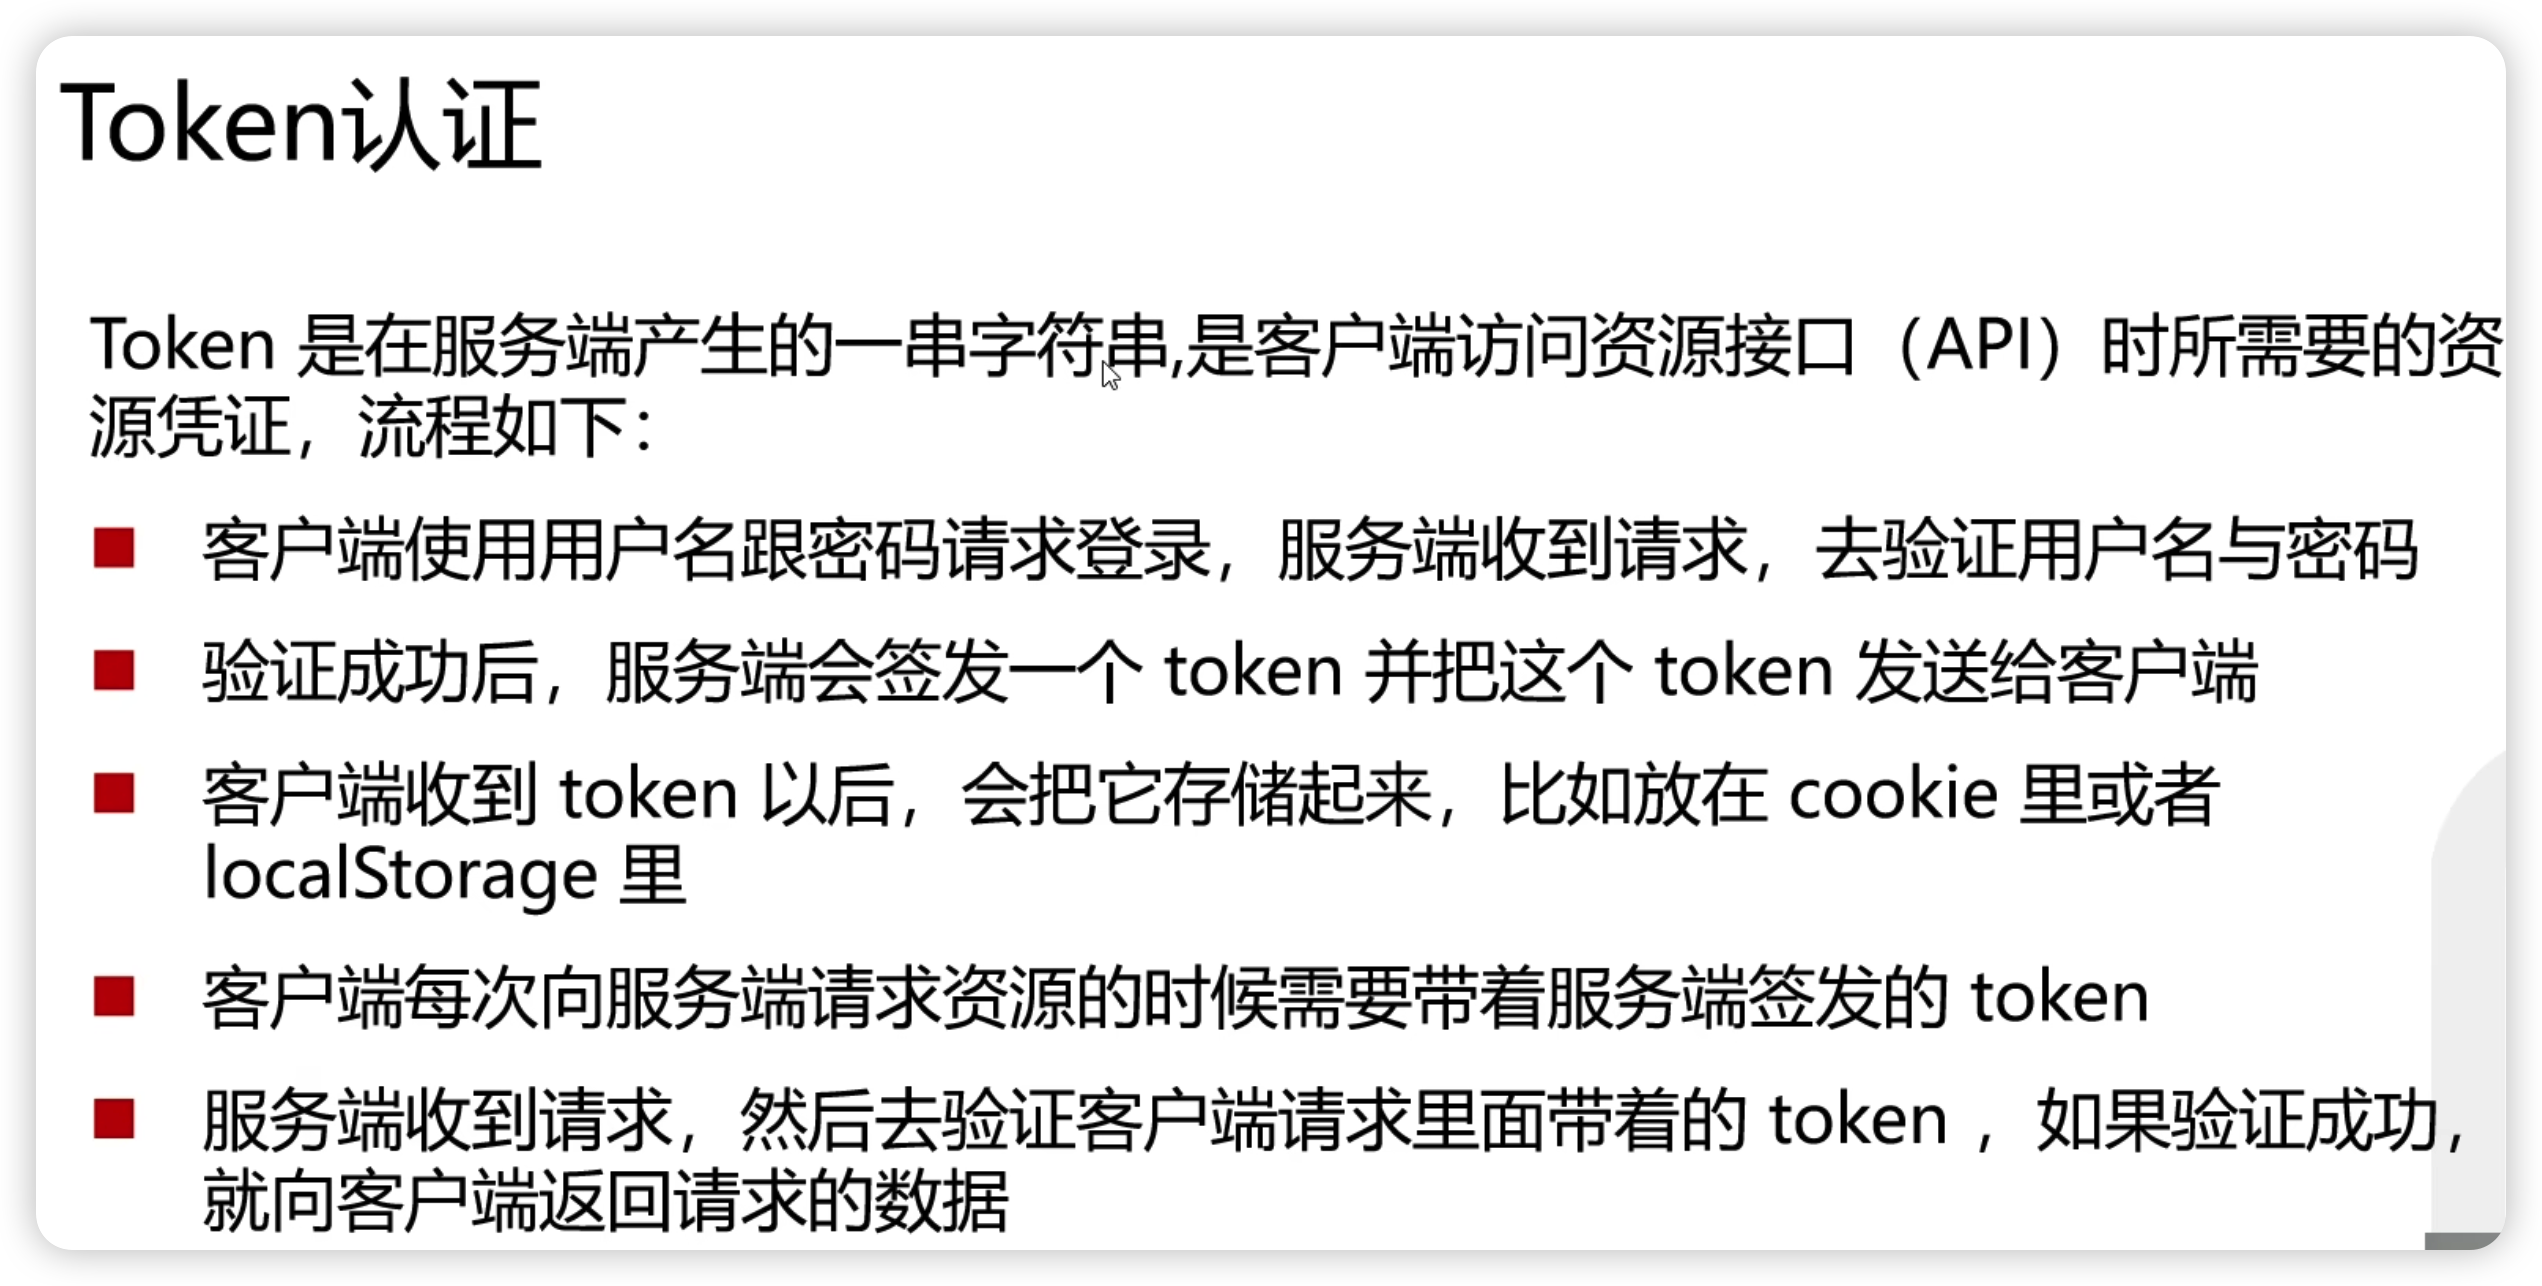 Token认证
Token 是在服务端产生的一串字符串,是客户端访问资源接口（API）时所需要的资
源凭证，流程如下：
客户端使用用户名跟密码请求登录，服务端收到请求，去验证用户名与密码
验证成功后，服务端会签发一个 token 并把这个 token 发送给客户端
客户端收到 token 以后，会把它存储起来，比如放在 cookie 里或者
localStorage 里
客户端每次向服务端请求资源的时候需要带着服务端签发的 token
服务端收到请求，然后去验证客户端请求里面带着的 token ，如果验证成功，
就向客户端返回请求的数据